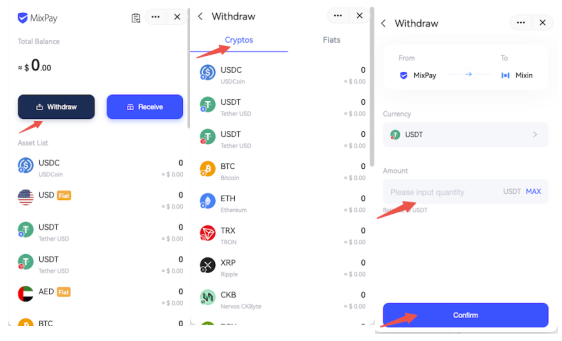 MixPay
Total Balance
≈ $ 0.00
Withdraw
Receive
Asset List
USDC
0
USDCoin
≈ $ 0.00
USD Fiat
0
≈ $ 0.00
USDT
0
Tether USD
≈ $ 0.00
USDT
0
Tether USD
≈ $ 0.00
AED Fiat
0
≈ $ 0.00
BTC
0
Withdraw
Cryptos
Fiats
USDC
0
USDCoin
≈ $ 0.00
USDT
0
Tether USD
≈ $ 0.00
USDT
0
Tether USD
≈ $ 0.00
BTC
0
Bitcoin
≈ $ 0.00
ETH
0
Ethereum
≈ $ 0.00
TRX
0
TRON
≈ $ 0.00
XRP
0
Ripple
≈ $ 0.00
CKB
0
Nervos CKByte
≈ $ 0.00
0
Withdraw
From
To
MixPay
Mixin
Currency
USDT
Amount
Please input quantity
USDT MAX
USDT
Confirm